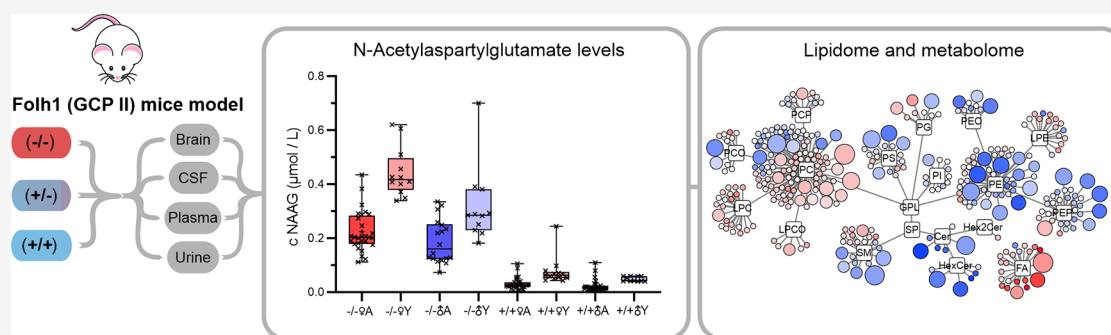 Folh1 (GCP II) mice model
(-/-)
(+/-)
(+/+)
Brain
CSF
Plasma
Urine
N-Acetylaspartylglutamate levels
c NAAG (µmol / L)
0.8
0.6
0.4
0.2
0.0
-/-♀A
-/-♀Y
-/-♂A
-/-♂Y
+/+♀A
+/+♀Y
+/+♂A
+/+♂Y
Lipidome and metabolome
PCP
PG
PEO
LPE
PCO
PS
PC
PI
PE
LPC
GPL
PEP
LPCO
SP
Hex2Cer
Cer
SM
HexCer
FA